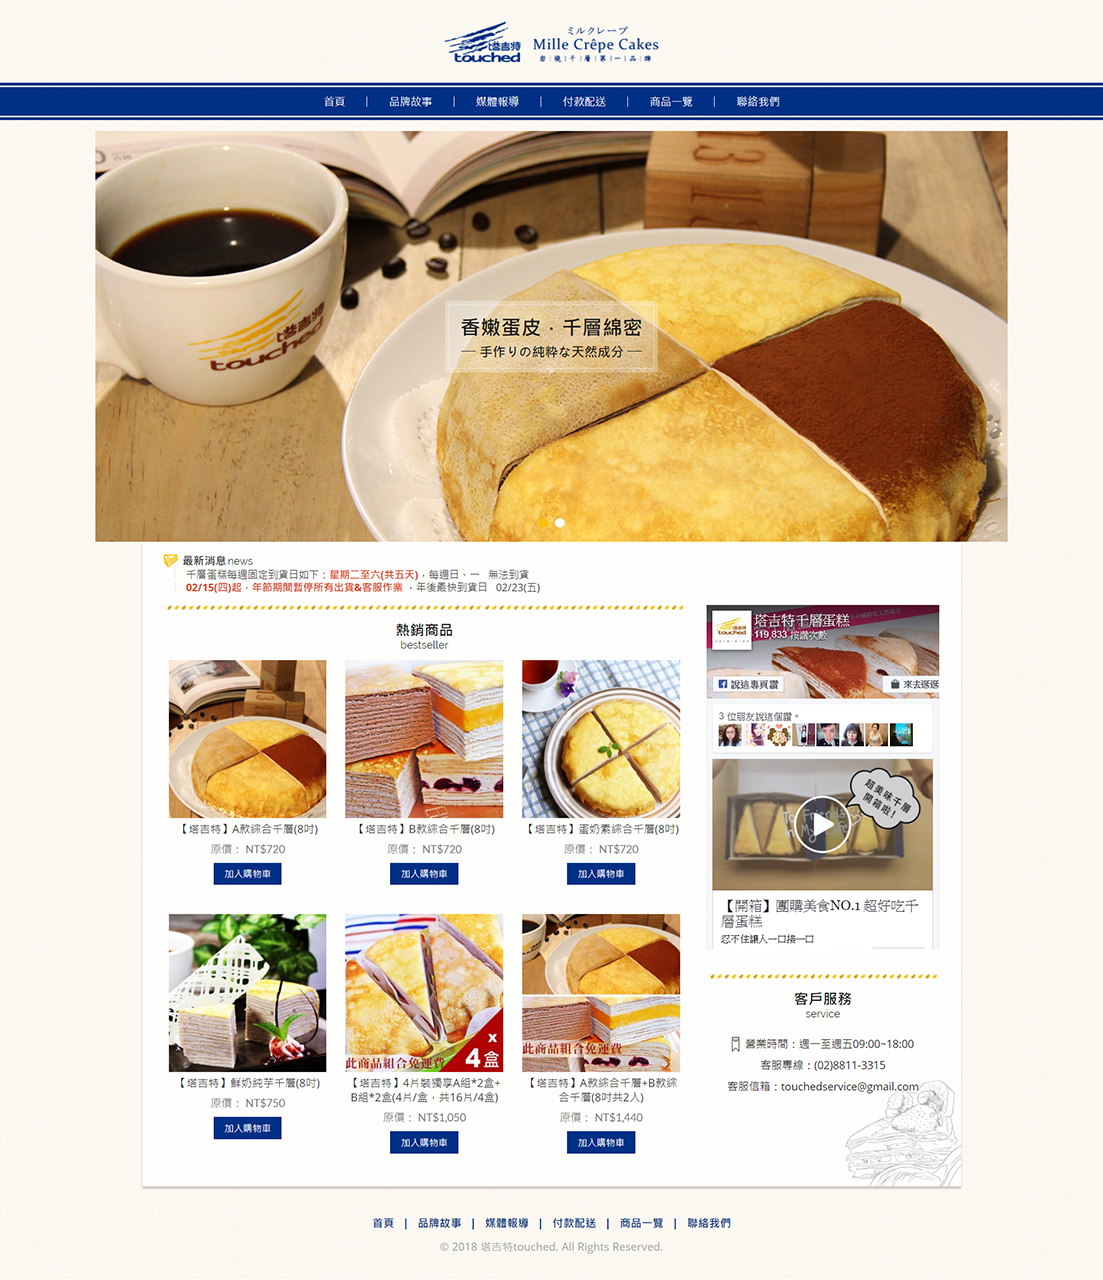 塔吉特
touched
ミルクレープ
Mille Crêpe Cakes
岩|燒|千|層|第|一|品|牌
首頁 | 品牌故事 | 媒體報導 | 付款配送 | 商品一覽 | 聯絡我們
塔吉特
touched
香嫩蛋皮．千層綿密
— 手作りの純粋な天然成分 —
最新消息news
千層蛋糕每週固定到貨日如下：星期二至六(共五天)，每週日、一 無法到貨
02/15(四)起，年節期間暫停所有出貨&客服作業 ，年後最快到貨日 02/23(五)
熱銷商品
bestseller
【塔吉特】A款綜合千層(8吋)
原價： NT$720
加入購物車
【塔吉特】B款綜合千層(8吋)
原價： NT$720
加入購物車
【塔吉特】蛋奶素綜合千層(8吋)
原價： NT$720
加入購物車
【塔吉特】鮮奶純芋千層(8吋)
原價： NT$750
加入購物車
此商品組合免運費
x
4盒
【塔吉特】4片裝獨享A組*2盒+
B組*2盒(4片/盒，共16片/4盒)
原價： NT$1,050
加入購物車
此商品組合免運費
【塔吉特】A款綜合千層+B款綜
合千層(8吋共2入)
原價： NT$1,440
加入購物車
塔吉特千層蛋糕
119,833 按讚次數
touched
說這專頁讚
來去逛逛
3 位朋友說這個讚。
超美味千層
開箱啦！
To Friends
【開箱】團購美食NO.1 超好吃千
層蛋糕
忍不住讓人一口接一口
客戶服務
service
營業時間：週一至週五09:00~18:00
客服專線：(02)8811-3315
客服信箱：touchedservice@gmail.com
首頁 | 品牌故事 | 媒體報導 | 付款配送 | 商品一覽 | 聯絡我們
© 2018 塔吉特touched. All Rights Reserved.